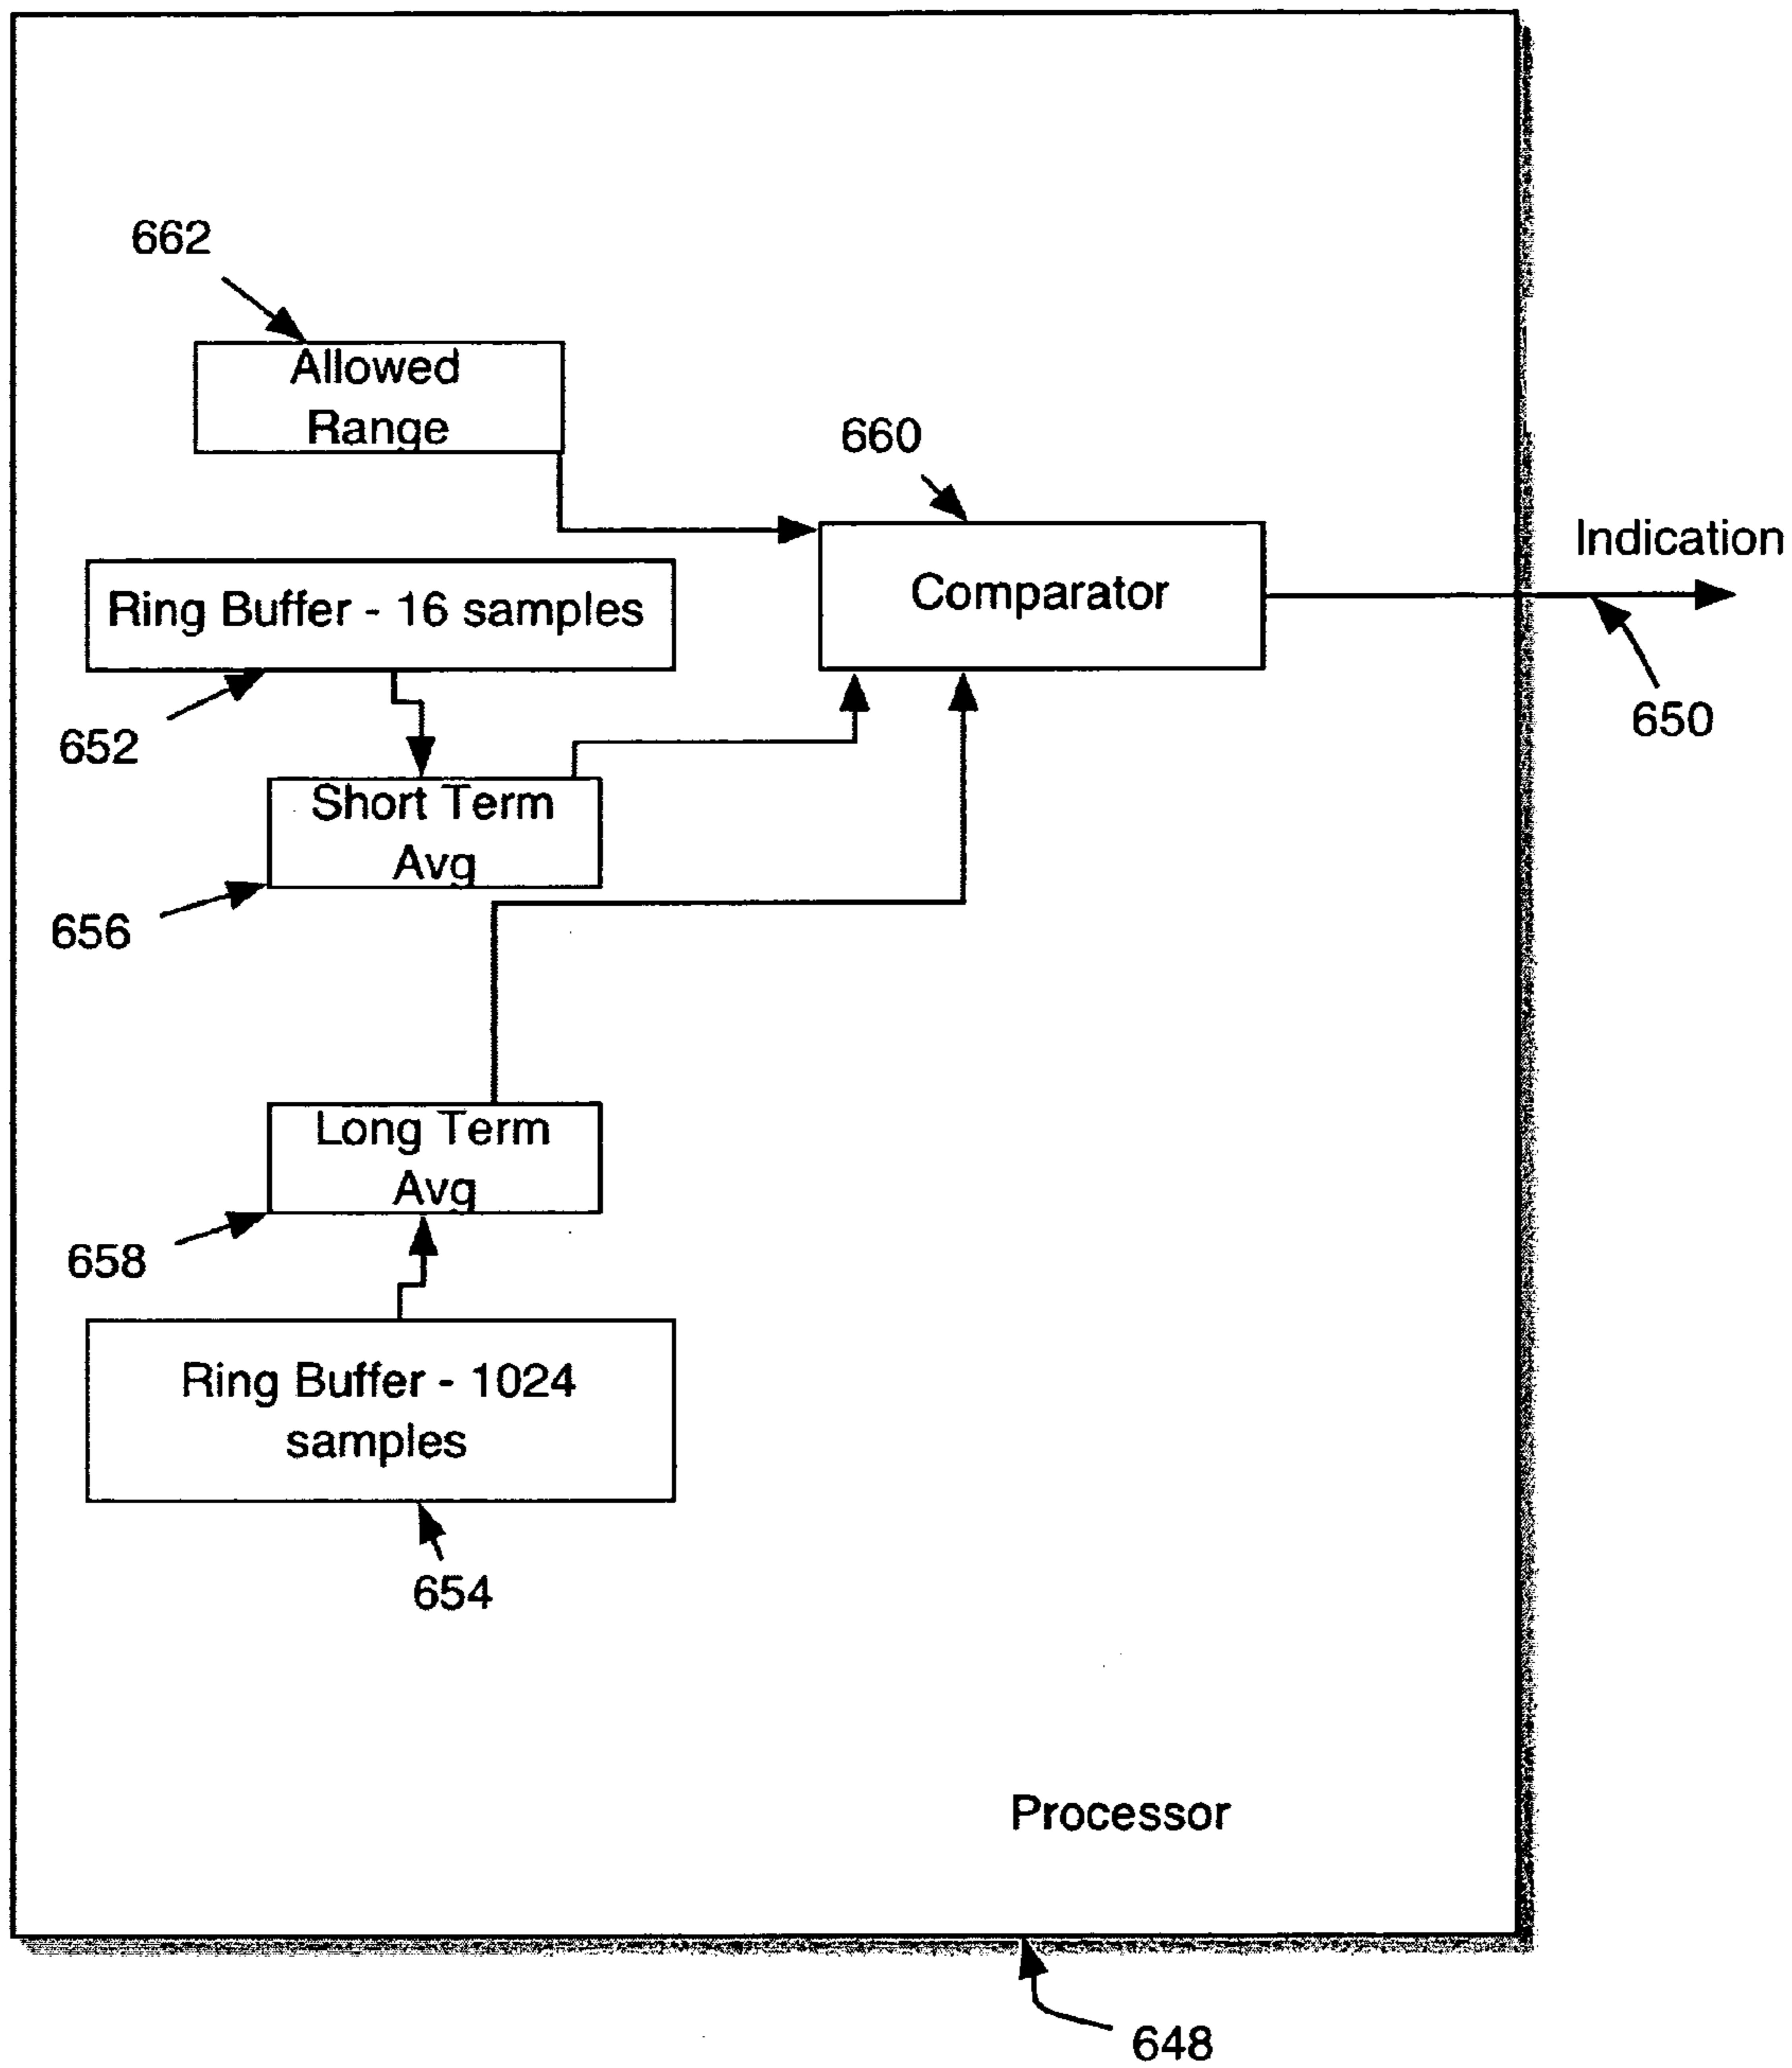 662
Allowed
Range
660
Indication
Comparator
Ring Buffer - 16 samples
650
652
Short Term
Avg
656
Long Term
Avg
658
Ring Buffer - 1024
samples
654
Processor
648